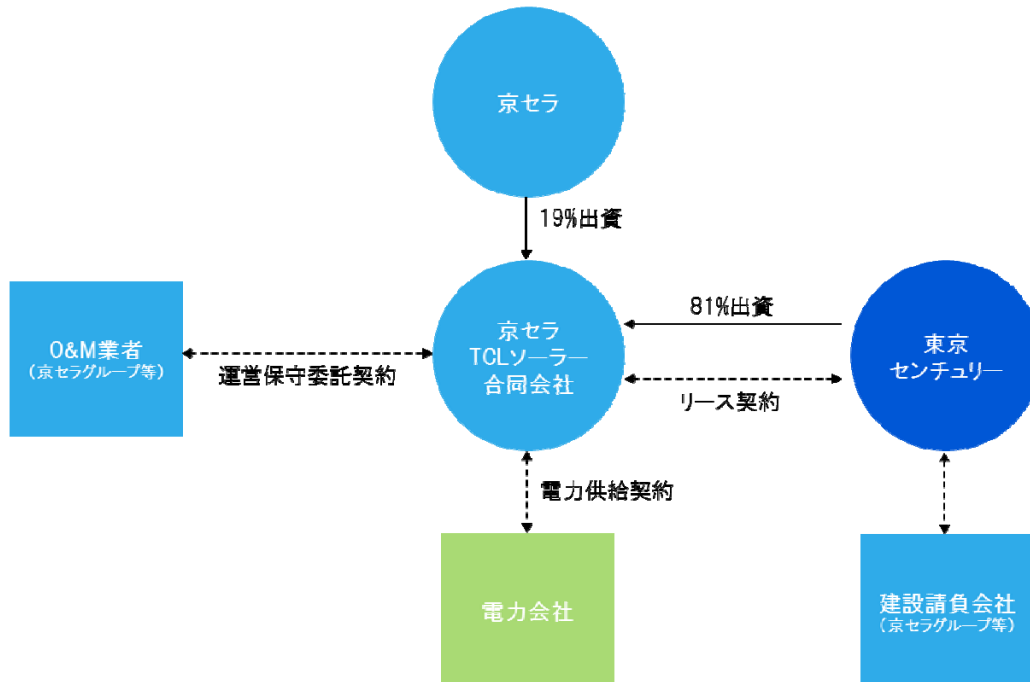 京セラ
19%出資
81%出資
O&M業者
（京セラグループ等）
運営保守委託契約
京セラ
TCLソーラー
合同会社
リース契約
東京
センチュリー
電力供給契約
電力会社
建設請負会社
（京セラグループ等）